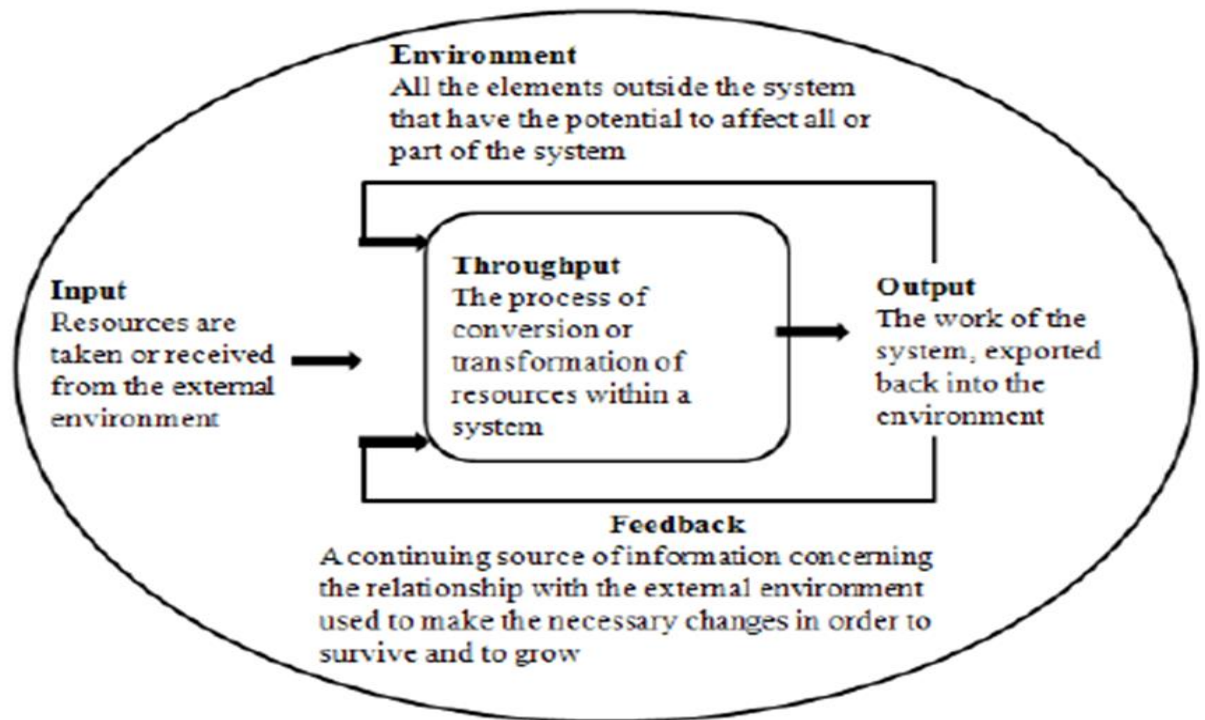 Environment
All the elements outside the system
that have the potential to affect all or
part of the system
Input
Resources are
taken or received
from the external
environment
Throughput
The process of
conversion or
transformation of
resources within a
system
Output
The work of the
system, exported
back into the
environment
Feedback
A continuing source of information concerning
the relationship with the external environment
used to make the necessary changes in order to
survive and to grow